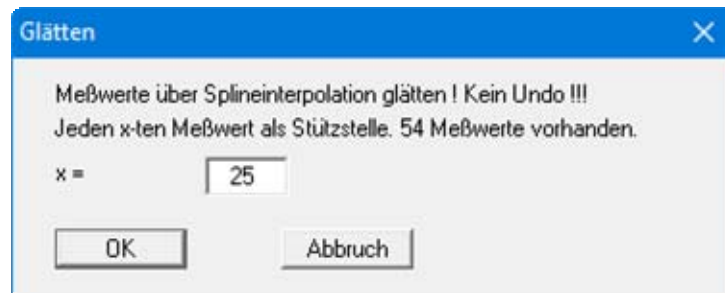 Glätten
Meßwerte über Splineinterpolation glätten ! Kein Undo !!!
Jeden x-ten Meßwert als Stützstelle. 54 Meßwerte vorhanden.
x = 25
OK Abbruch